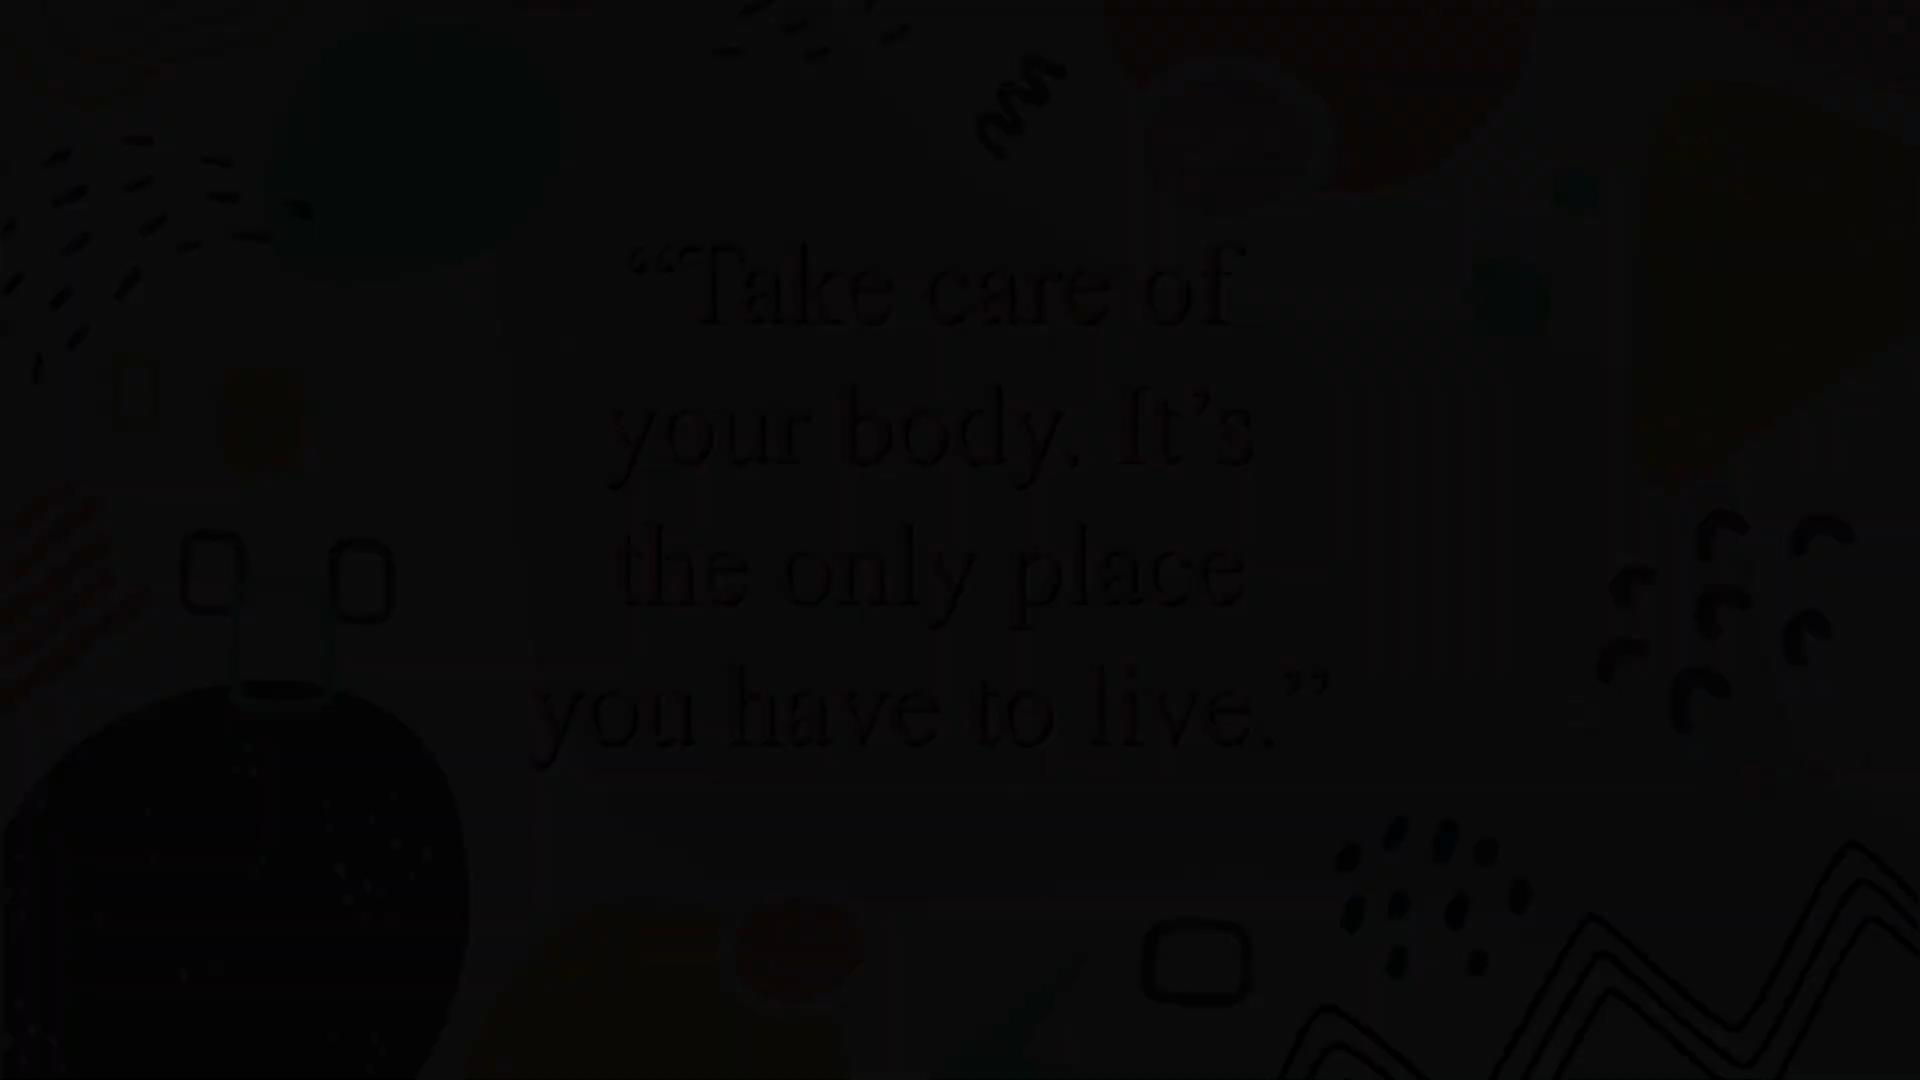 “Take care of
your body. It’s
the only place
you have to live.”